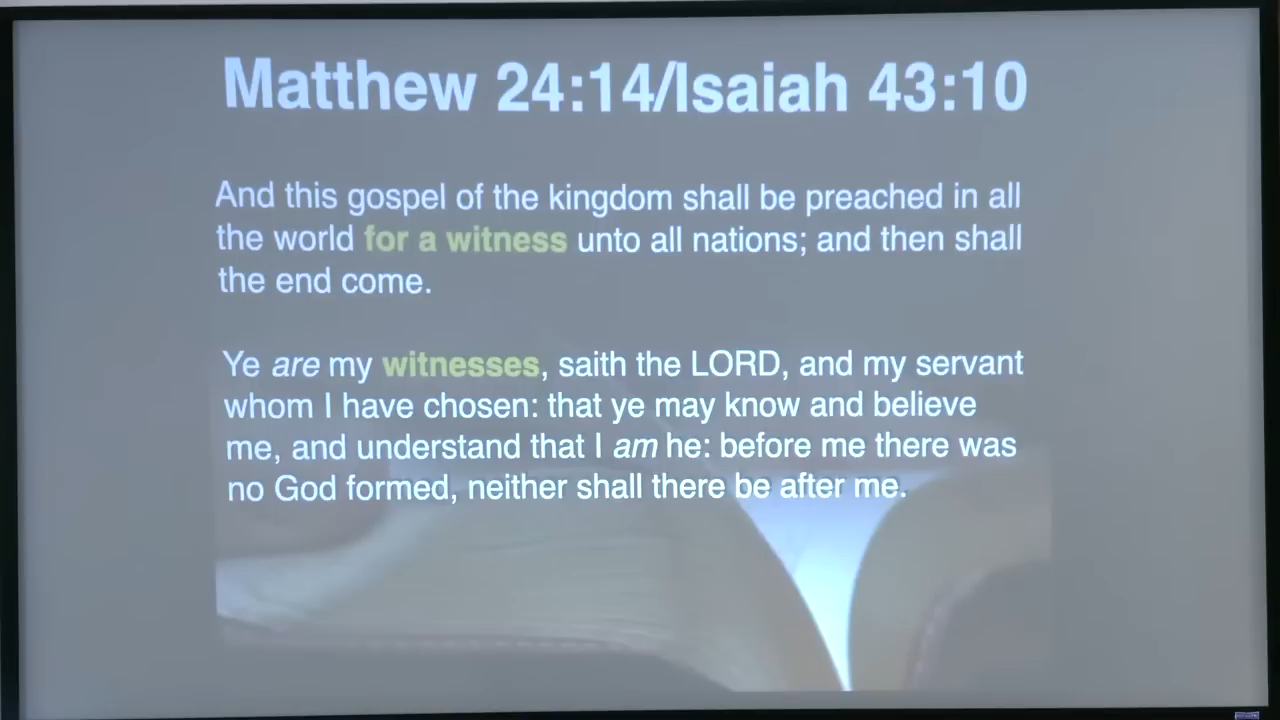 Matthew 24:14/Isaiah 43:10
And this gospel of the kingdom shall be preached in all
the world for a witness unto all nations; and then shall
the end come.
Ye are my witnesses, saith the LORD, and my servant
whom I have chosen: that ye may know and believe
me, and understand that I am he: before me there was
no God formed, neither shall there be after me.